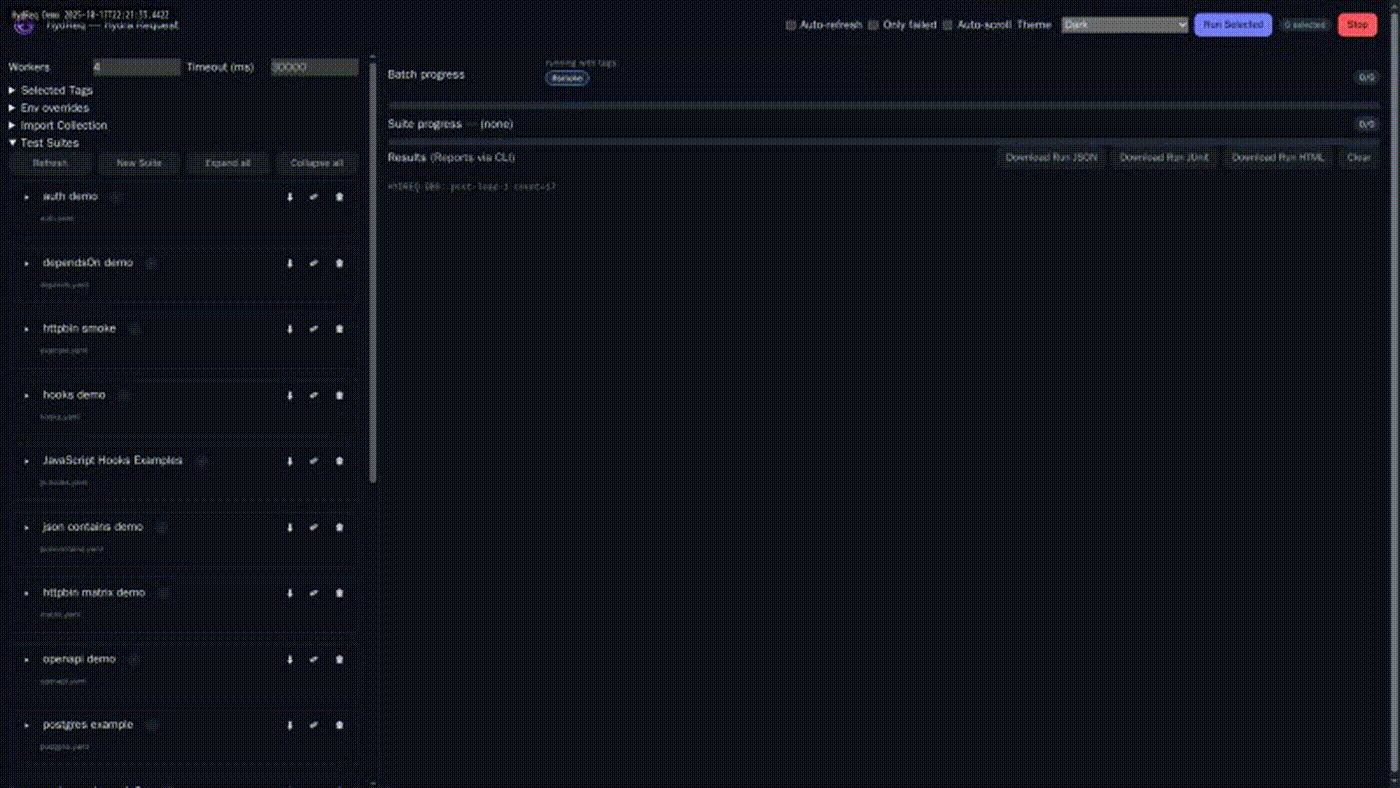 HydReq Demo 2025-10-17T22:21:33.442Z
HydReq — Hydra Request
Auto-refresh Only failed Auto-scroll Theme Dark Run Selected 0 selected Stop
Workers 4 Timeout (ms) 30000
Selected Tags
Env overrides
Import Collection
Test Suites
Refresh New Suite Expand all Collapse all
auth demo
auth.yaml
dependsOn demo
depends.yaml
httpbin smoke
example.yaml
hooks demo
hooks.yaml
JavaScript Hooks Examples
js-hooks.yaml
json contains demo
jsoncontains.yaml
httpbin matrix demo
matrix.yaml
openapi demo
openapi.yaml
postgres example
postgres.yaml
running with tags:
Batch progress #smoke 0/0
Suite progress — (none) 0/0
Results (Reports via CLI) Download Run JSON Download Run JUnit Download Run HTML Clear
HYDREQ DBG: post-load-1 count=17